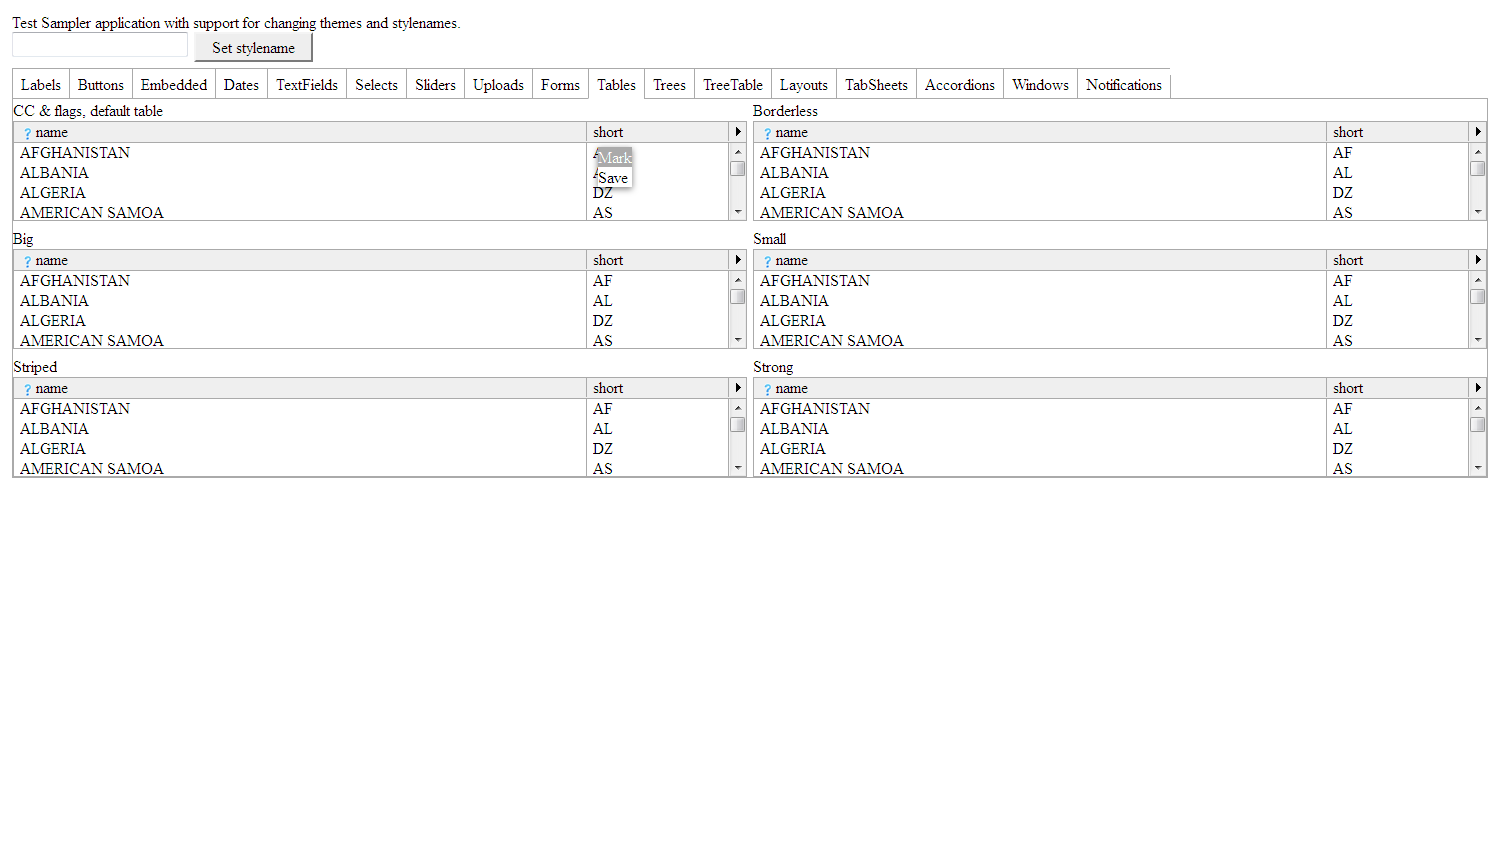 Test Sampler application with support for changing themes and stylenames.
Set stylename
Labels Buttons Embedded Dates TextFields Selects Sliders Uploads Forms Tables Trees TreeTable Layouts TabSheets Accordions Windows Notifications
CC & flags, default table
? name short
AFGHANISTAN
ALBANIA
ALGERIA DZ
AMERICAN SAMOA AS
Mark
Save
Borderless
? name short
AFGHANISTAN AF
ALBANIA AL
ALGERIA DZ
AMERICAN SAMOA AS
Big
? name short
AFGHANISTAN AF
ALBANIA AL
ALGERIA DZ
AMERICAN SAMOA AS
Small
? name short
AFGHANISTAN AF
ALBANIA AL
ALGERIA DZ
AMERICAN SAMOA AS
Striped
? name short
AFGHANISTAN AF
ALBANIA AL
ALGERIA DZ
AMERICAN SAMOA AS
Strong
? name short
AFGHANISTAN AF
ALBANIA AL
ALGERIA DZ
AMERICAN SAMOA AS